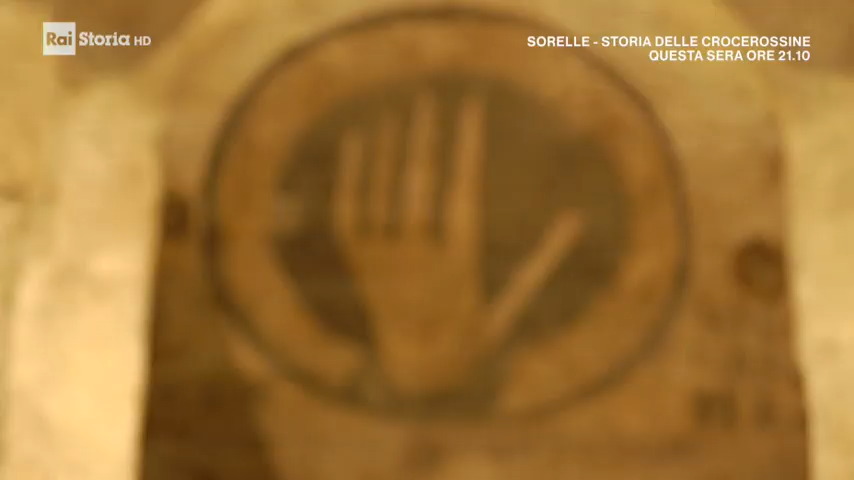 Rai Storia HD
SORELLE - STORIA DELLE CROCEROSSINE
QUESTA SERA ORE 21.10